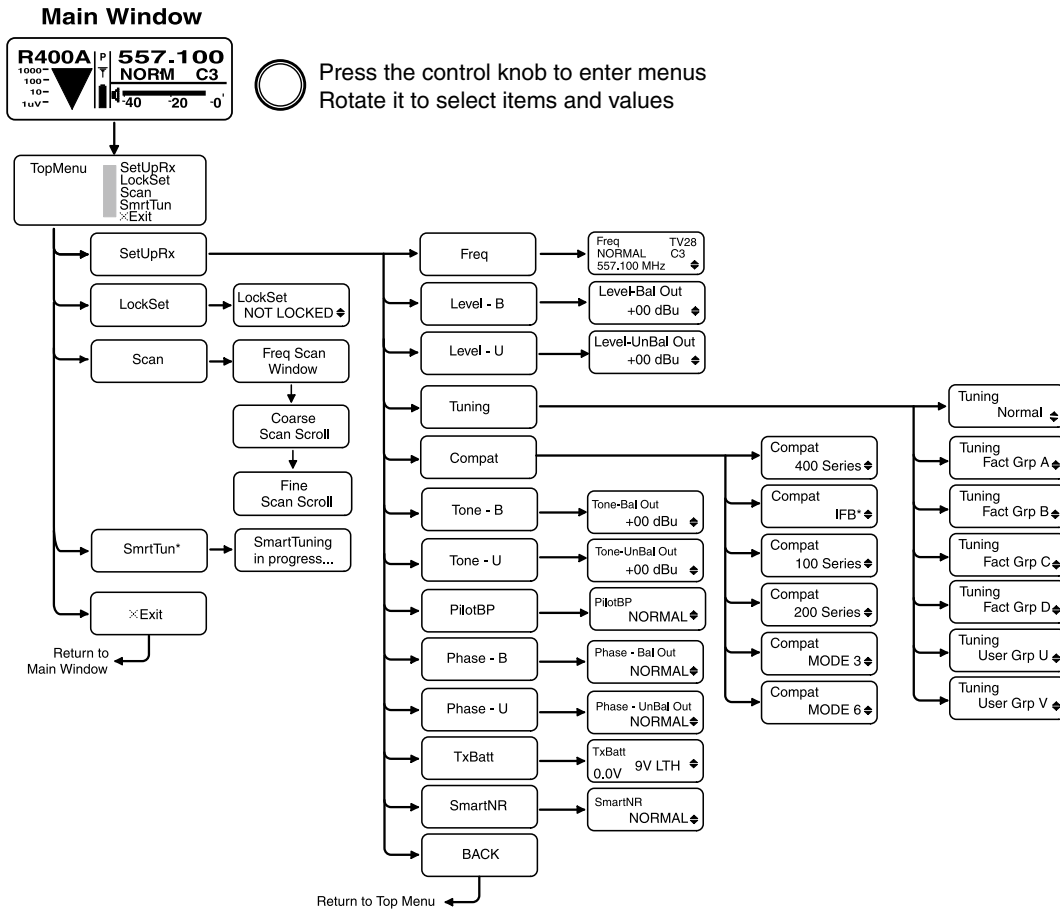 Main Window
R400A P 557.100
T NORM C3
1000
100
10
1uV
-40 -20 -0
Press the control knob to enter menus
Rotate it to select items and values
TopMenu
SetUpRx
LockSet
Scan
SmrtTun
×Exit
SetUpRx
LockSet
LockSet
NOT LOCKED
Scan
Freq Scan
Window
Coarse
Scan Scroll
Fine
Scan Scroll
SmrtTun*
SmartTuning
in progress...
×Exit
Return to
Main Window
Freq
Freq TV28
NORMAL C3
557.100 MHz
Level - B
Level-Bal Out
+00 dBu
Level - U
Level-UnBal Out
+00 dBu
Tuning
Tuning
Normal
Tuning
Fact Grp A
Tuning
Fact Grp B
Tuning
Fact Grp C
Tuning
Fact Grp D
Tuning
User Grp U
Tuning
User Grp V
Compat
Compat
400 Series
Compat
IFB*
Compat
100 Series
Compat
200 Series
Compat
MODE 3
Compat
MODE 6
Tone - B
Tone-Bal Out
+00 dBu
Tone - U
Tone-UnBal Out
+00 dBu
PilotBP
PilotBP
NORMAL
Phase - B
Phase - Bal Out
NORMAL
Phase - U
Phase - UnBal Out
NORMAL
TxBatt
TxBatt
0.0V 9V LTH
SmartNR
SmartNR
NORMAL
BACK
Return to Top Menu